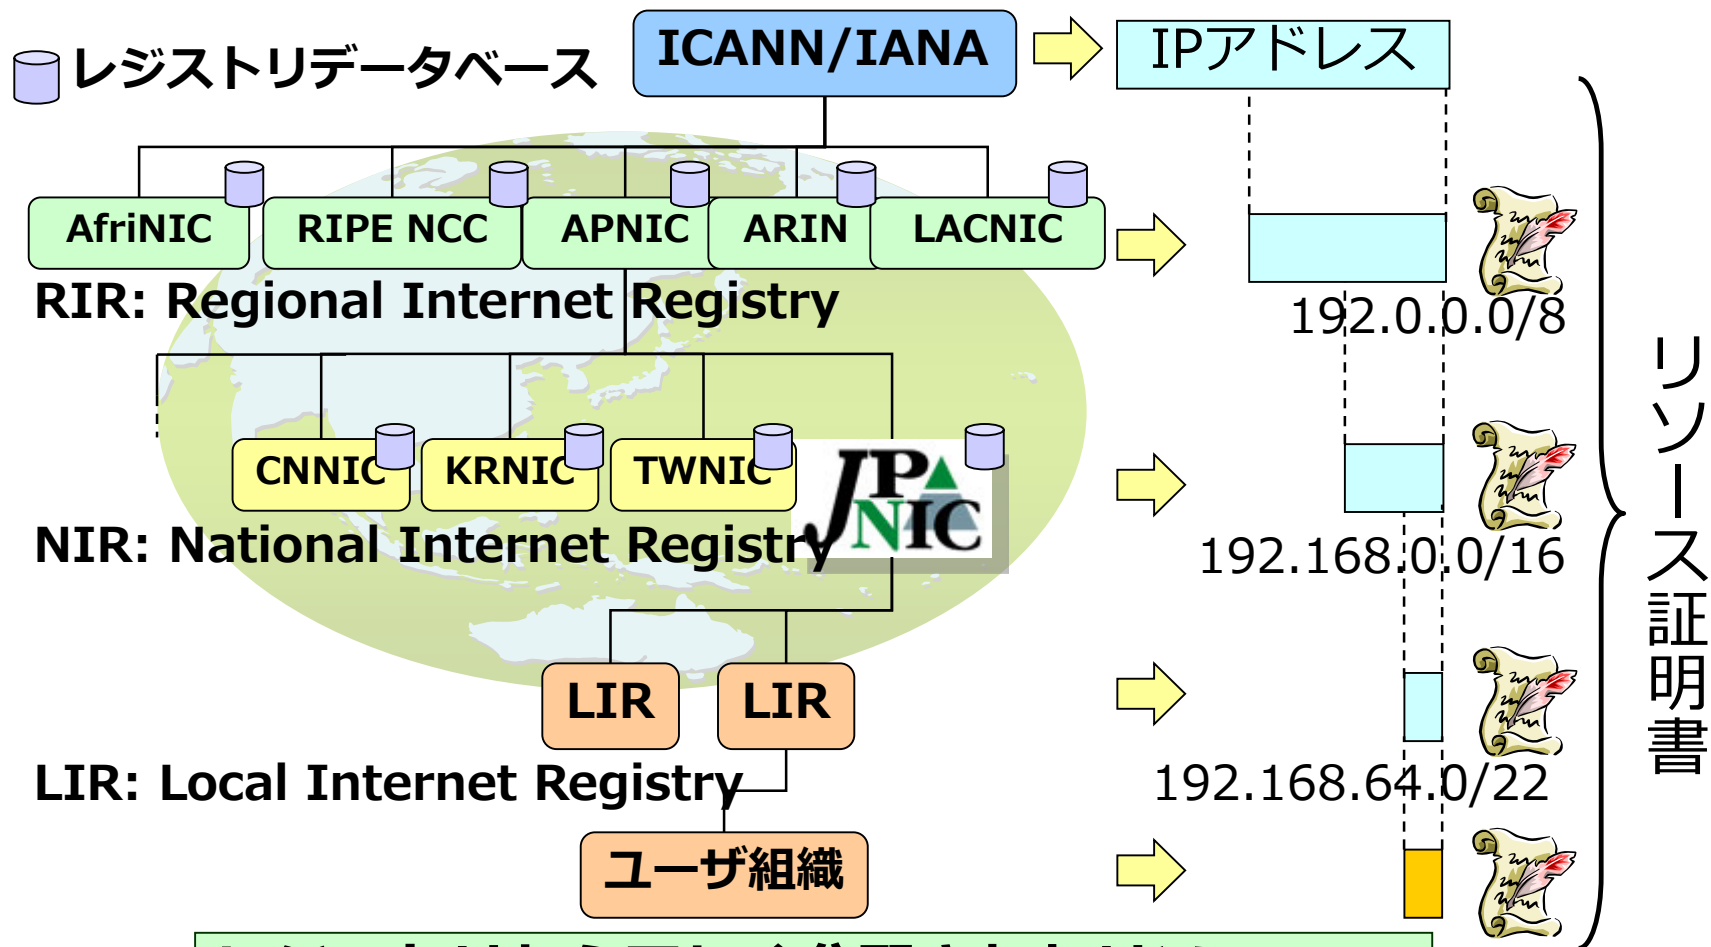 レジストリデータベース
ICANN/IANA
IPアドレス
AfriNIC
RIPE NCC
APNIC
ARIN
LACNIC
RIR: Regional Internet Registry
192.0.0.0/8
CNNIC
KRNIC
TWNIC
JPNIC
NIR: National Internet Registry
192.168.0.0/16
LIR
LIR
LIR: Local Internet Registry
192.168.64.0/22
ユーザ組織
リソース証明書